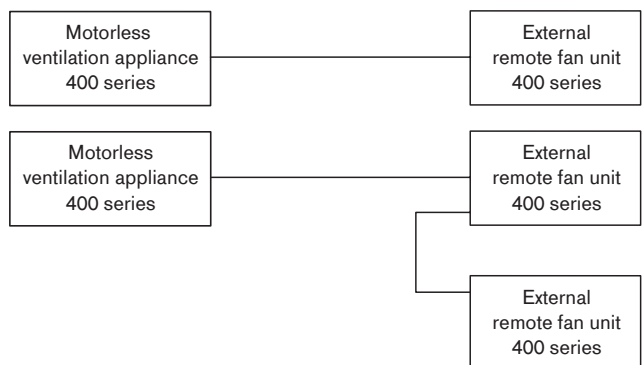 Motorless
ventilation appliance
400 series
External
remote fan unit
400 series
Motorless
ventilation appliance
400 series
External
remote fan unit
400 series
External
remote fan unit
400 series